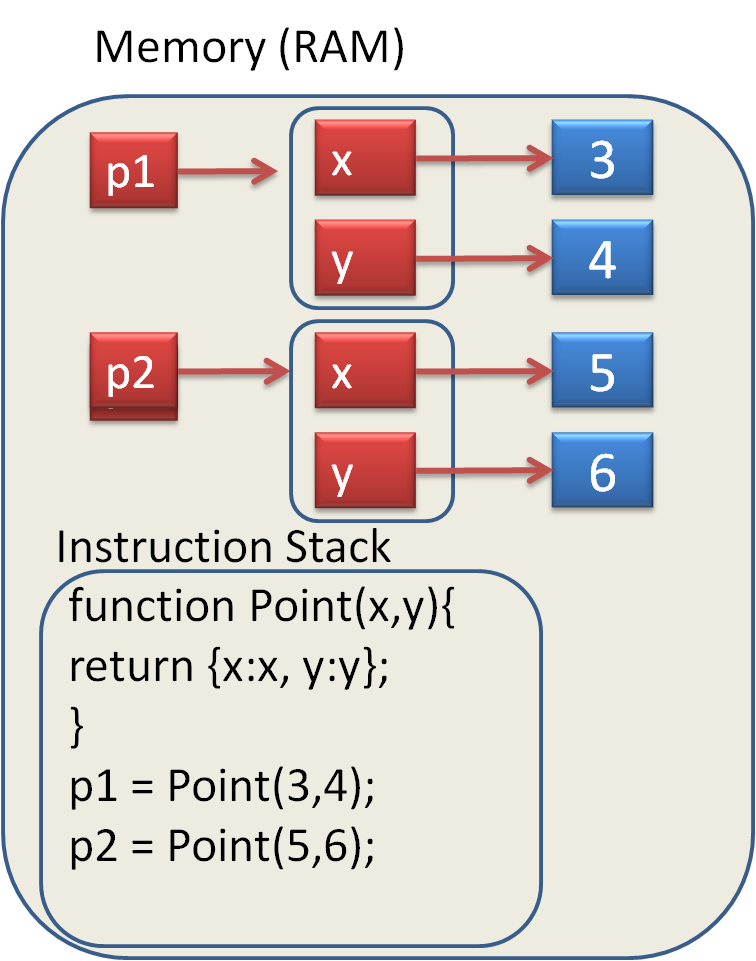 Memory (RAM)
p1 x 3
y 4
p2 x 5
y 6
Instruction Stack
function Point(x,y){
return {x:x, y:y};
}
p1 = Point(3,4);
p2 = Point(5,6);